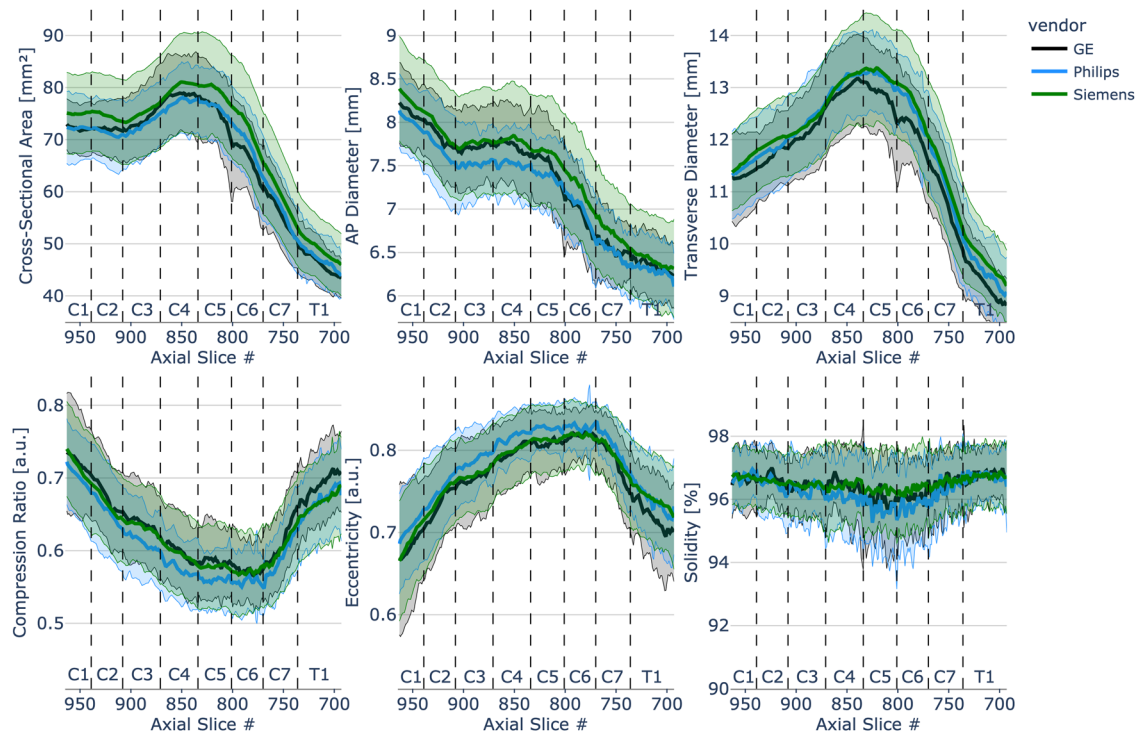 vendor
GE
Philips
Siemens
Cross-Sectional Area [mm²]
90
80
70
60
50
40
C1 C2 C3 C4 C5 C6 C7 T1
950 900 850 800 750 700
Axial Slice #
AP Diameter [mm]
9
8.5
8
7.5
7
6.5
6
C1 C2 C3 C4 C5 C6 C7 T1
950 900 850 800 750 700
Axial Slice #
Transverse Diameter [mm]
14
13
12
11
10
9
C1 C2 C3 C4 C5 C6 C7 T1
950 900 850 800 750 700
Axial Slice #
Compression Ratio [a.u.]
0.8
0.7
0.6
0.5
C1 C2 C3 C4 C5 C6 C7 T1
950 900 850 800 750 700
Axial Slice #
Eccentricity [a.u.]
0.8
0.7
0.6
C1 C2 C3 C4 C5 C6 C7 T1
950 900 850 800 750 700
Axial Slice #
Solidity [%]
98
96
94
92
90
C1 C2 C3 C4 C5 C6 C7 T1
950 900 850 800 750 700
Axial Slice #